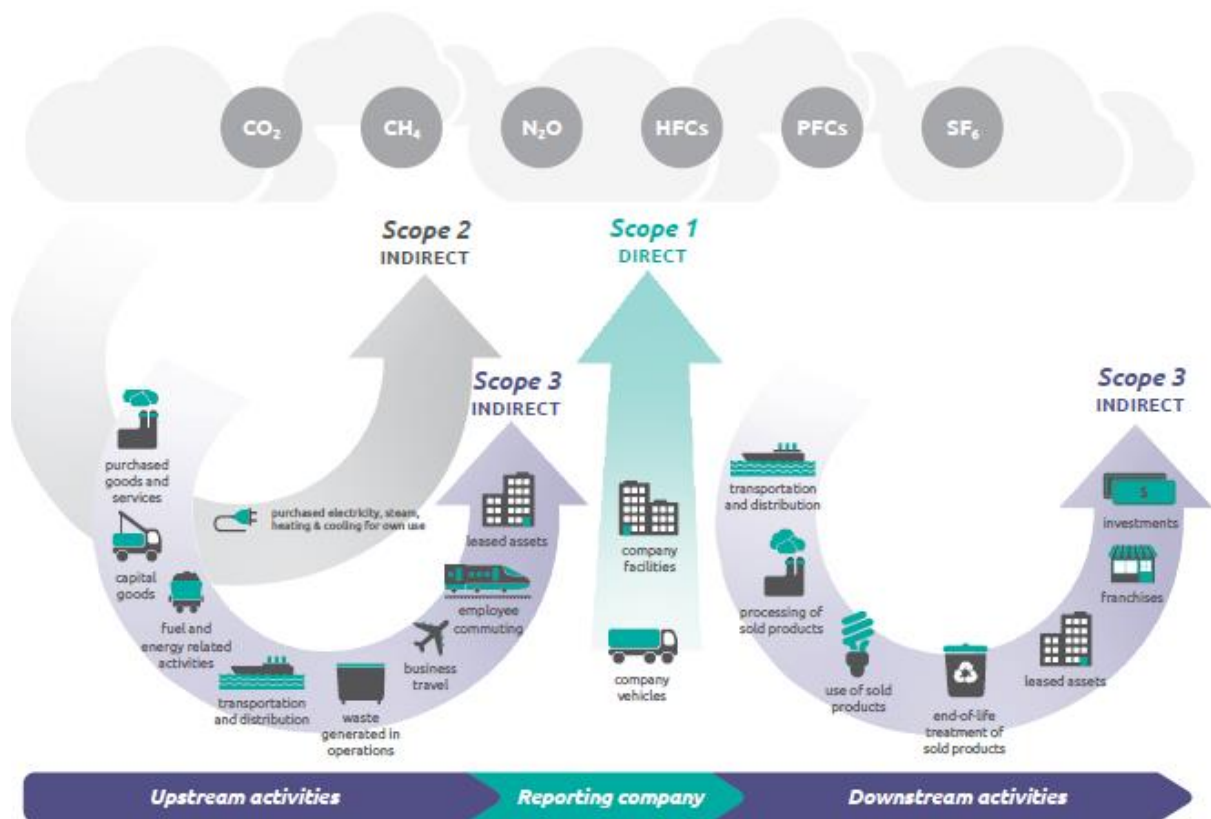 CO₂
CH₄
N₂O
HFCs
PFCs
SF₆
Scope 2
INDIRECT
Scope 1
DIRECT
Scope 3
INDIRECT
Scope 3
INDIRECT
purchased
goods and
services
capital
goods
fuel and
energy related
activities
purchased electricity, steam,
heating & cooling for own use
transportation
and distribution
waste
generated in
operations
business
travel
employee
commuting
leased assets
company
facilities
company
vehicles
transportation
and distribution
processing of
sold products
use of sold
products
end-of-life
treatment of
sold products
leased assets
franchises
$
investments
Upstream activities
Reporting company
Downstream activities